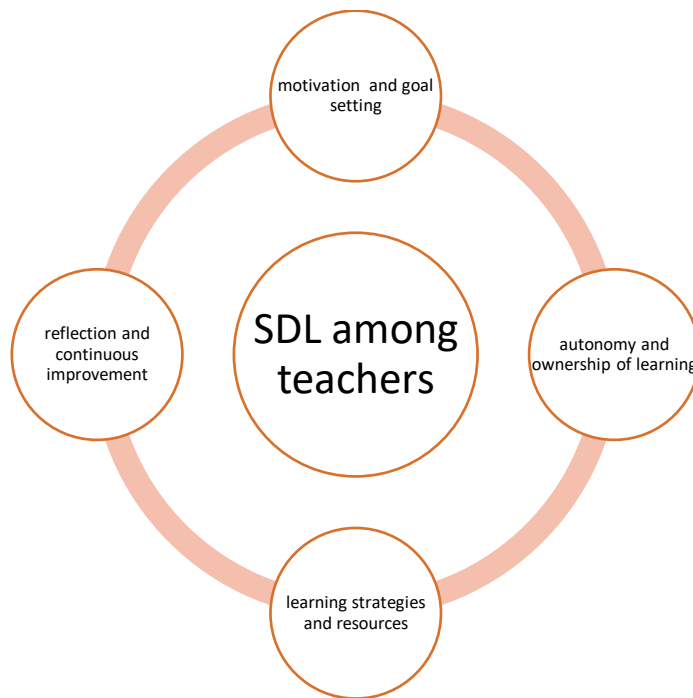 motivation and goal
setting
SDL among
teachers
reflection and
continuous
improvement
autonomy and
ownership of learning
learning strategies
and resources